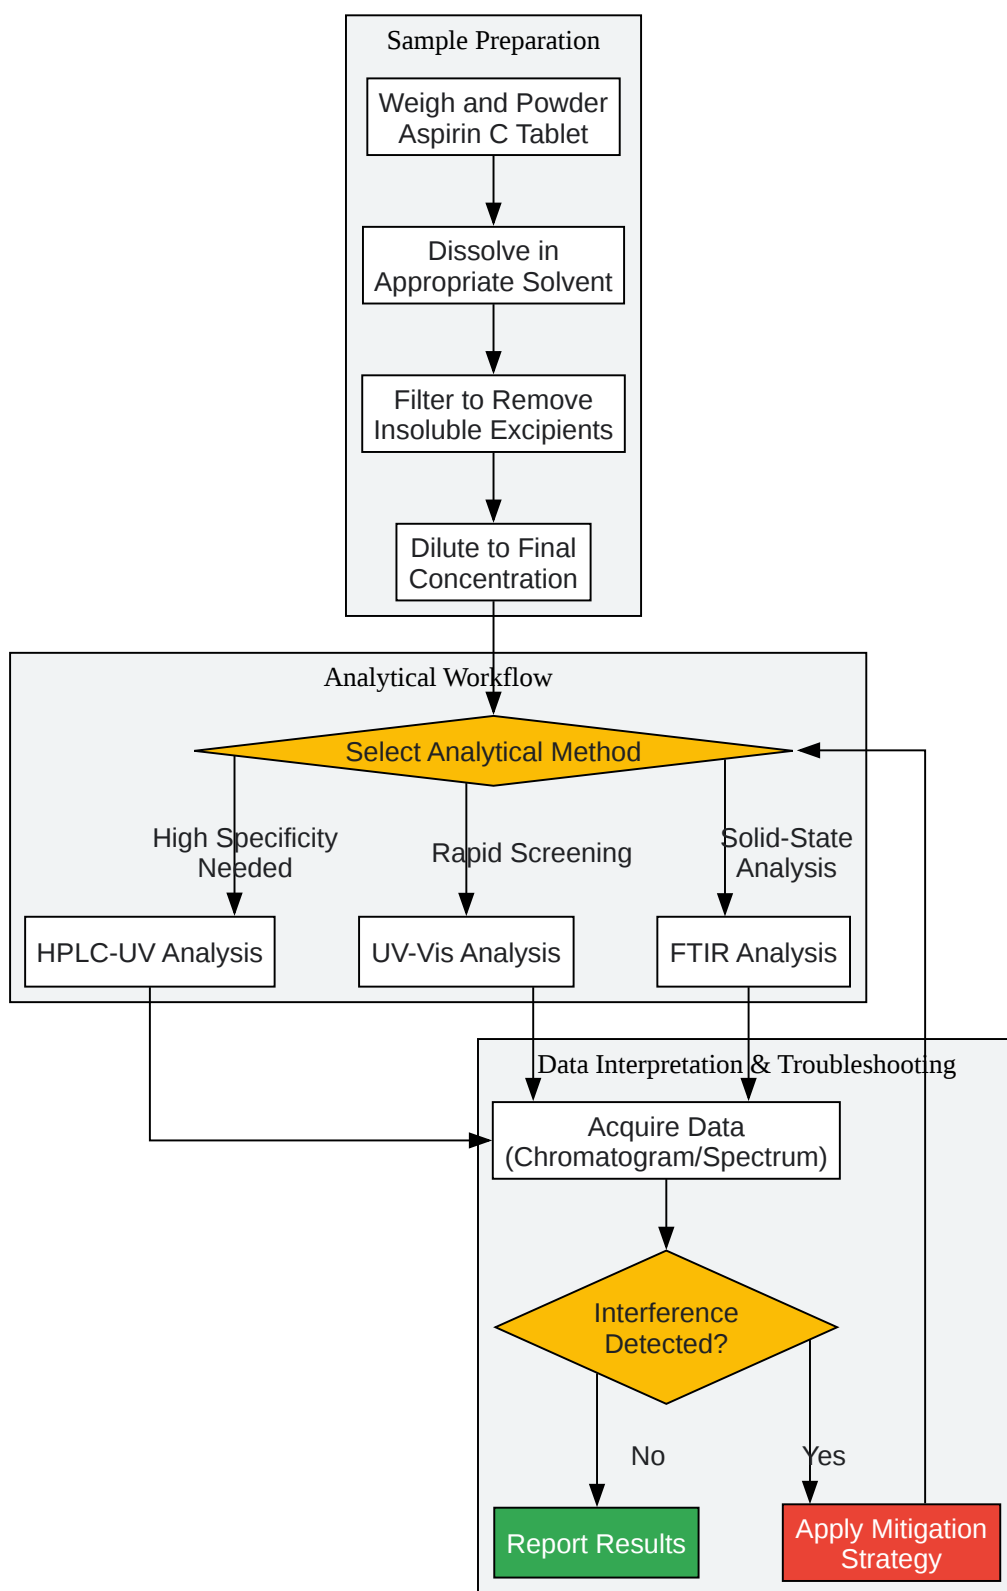 Sample Preparation
Weigh and Powder
Aspirin C Tablet
Dissolve in
Appropriate Solvent
Filter to Remove
Insoluble Excipients
Dilute to Final
Concentration
Analytical Workflow
Select Analytical Method
High Specificity
Needed
Rapid Screening
Solid-State
Analysis
HPLC-UV Analysis
UV-Vis Analysis
FTIR Analysis
Data Interpretation & Troubleshooting
Acquire Data
(Chromatogram/Spectrum)
Interference
Detected?
No
Yes
Report Results
Apply Mitigation
Strategy